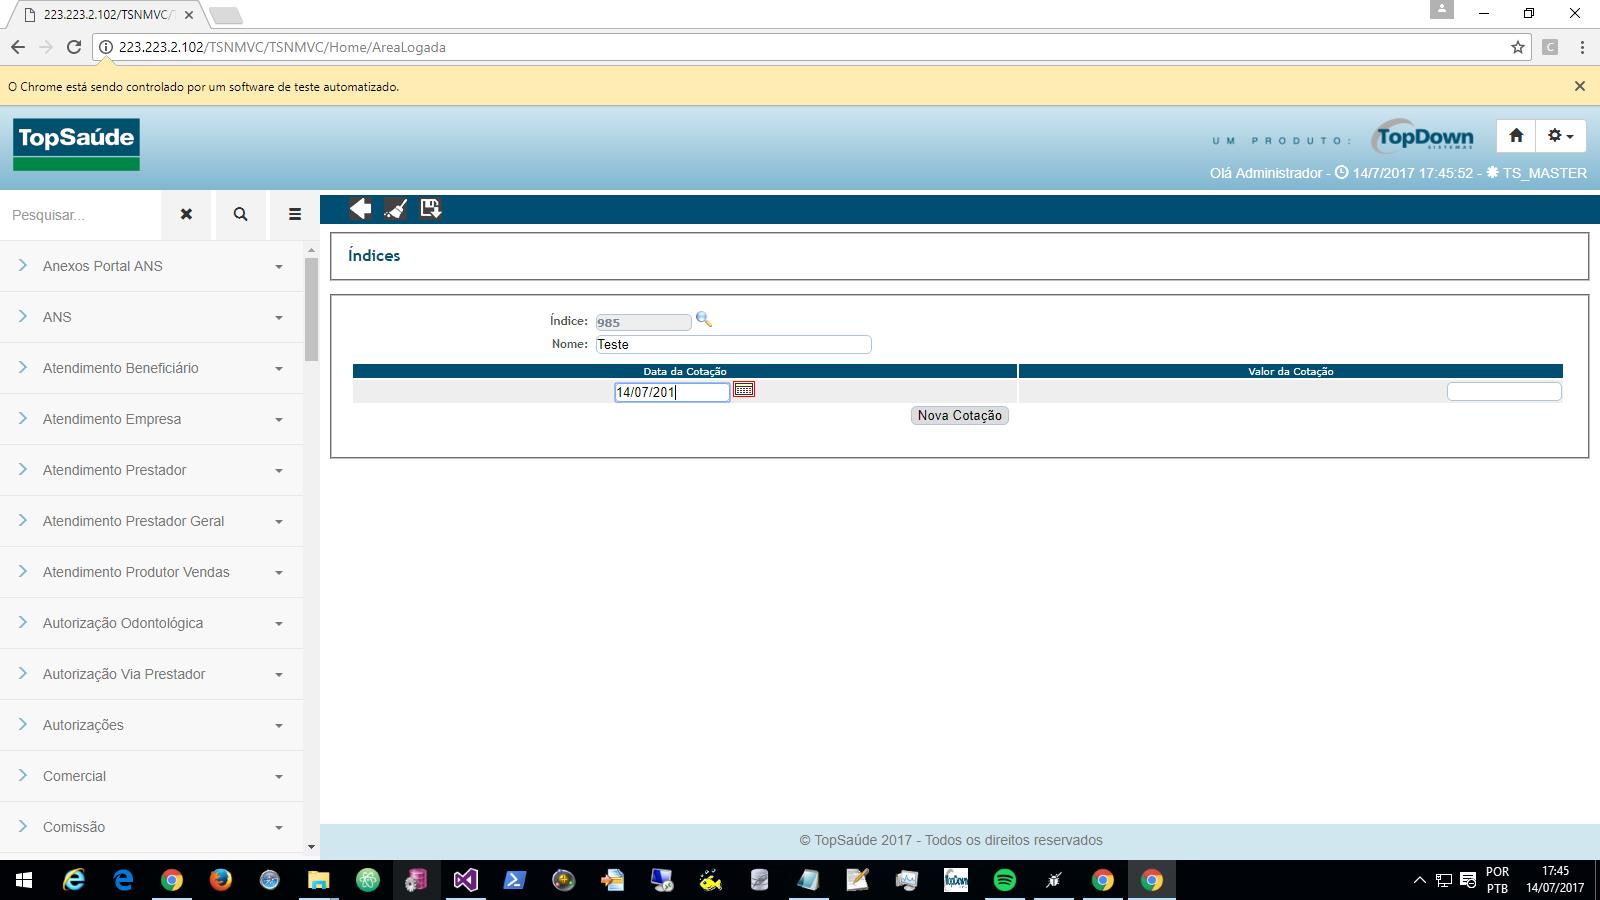 223.223.2.102/TSNMVC/T
223.223.2.102/TSNMVC/TSNMVC/Home/AreaLogada
C
O Chrome está sendo controlado por um software de teste automatizado.
TopSaúde
UM PRODUTO:
TopDown
SISTEMAS
Olá Administrador - 14/7/2017 17:45:52 - TS_MASTER
Pesquisar...
Índices
Anexos Portal ANS
ANS
Atendimento Beneficiário
Atendimento Empresa
Atendimento Prestador
Atendimento Prestador Geral
Atendimento Produtor Vendas
Autorização Odontológica
Autorização Via Prestador
Autorizações
Comercial
Comissão
Índice: 985
Nome: Teste
Data da Cotação
Valor da Cotação
14/07/201
Nova Cotação
© TopSaúde 2017 - Todos os direitos reservados
TopDown
POR
PTB
17:45
14/07/2017